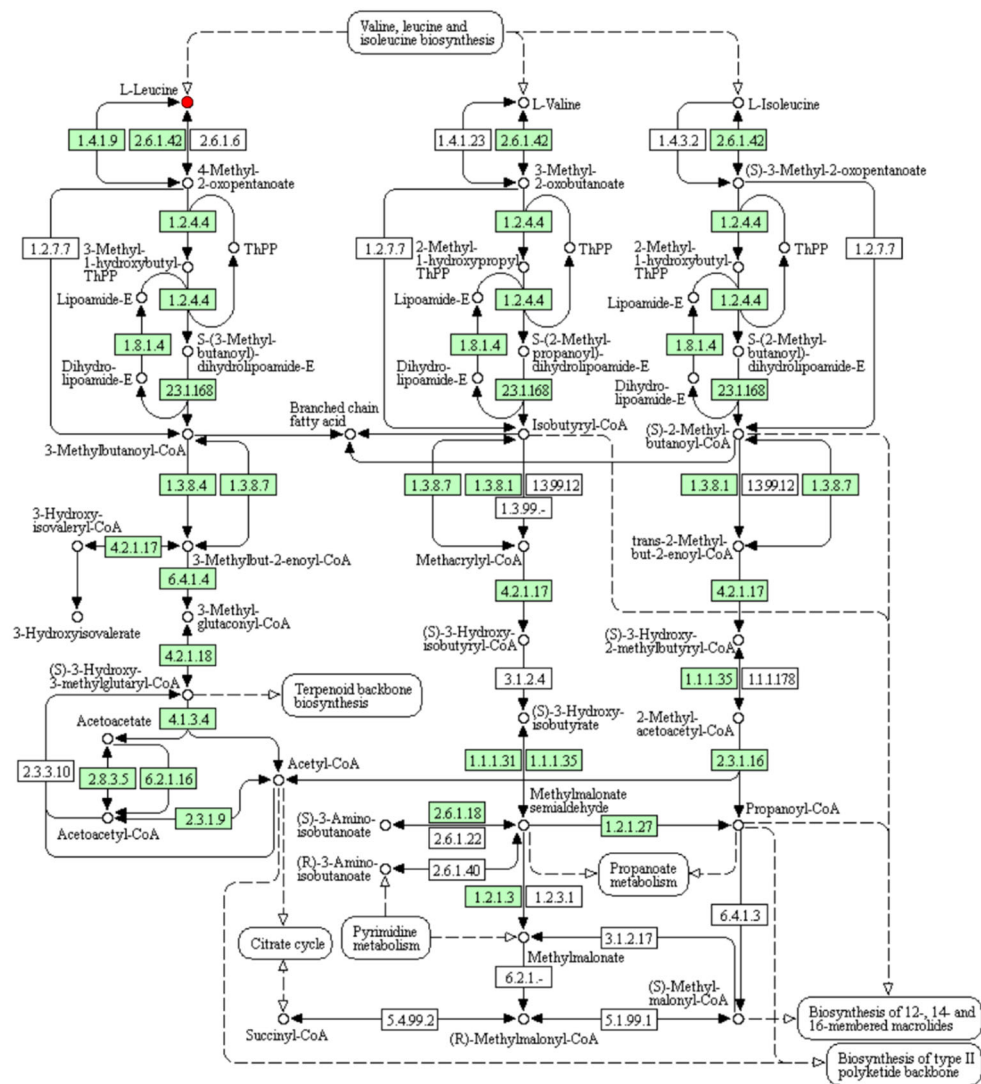 Valine, leucine and
isoleucine biosynthesis
L-Leucine
L-Valine
L-Isoleucine
1.4.1.9
2.6.1.42
2.6.1.6
1.4.1.23
2.6.1.42
1.4.3.2
2.6.1.42
4-Methyl-
2-oxopentanoate
3-Methyl-
2-oxobutanoate
(S)-3-Methyl-2-oxopentanoate
1.2.4.4
1.2.4.4
1.2.4.4
1.2.7.7
3-Methyl-
1-hydroxybutyl-
ThPP
ThPP
1.2.7.7
2-Methyl-
1-hydroxypropyl
ThPP
ThPP
2-Methyl-
1-hydroxybutyl-
ThPP
ThPP
1.2.7.7
Lipoamide-E
1.2.4.4
Lipoamide-E
1.2.4.4
Lipoamide-E
1.2.4.4
1.8.1.4
S-(3-Methyl-
butanoyl)-
dihydrolipoamide-E
1.8.1.4
S-(2-Methyl-
propanoyl)-
dihydrolipoamide-E
1.8.1.4
S-(2-Methyl-
butanoyl)-
dihydrolipoamide-E
Dihydro-
lipoamide-E
2.3.1.168
Dihydro-
lipoamide-E
2.3.1.168
Dihydro-
lipoamide-E
2.3.1.168
Branched chain
fatty acid
3-Methylbutanoyl-CoA
Isobutyryl-CoA
(S)-2-Methyl-
butanoyl-CoA
1.3.8.4
1.3.8.7
1.3.8.7
1.3.8.1
1.3.99.12
1.3.8.1
1.3.99.12
1.3.8.7
1.3.99.-
3-Hydroxy-
isovaleryl-CoA
4.2.1.17
3-Methylbut-2-enoyl-CoA
Methacrylyl-CoA
trans-2-Methyl-
but-2-enoyl-CoA
6.4.1.4
4.2.1.17
4.2.1.17
3-Hydroxyisovalerate
3-Methyl-
glutaconyl-CoA
(S)-3-Hydroxy-
isobutyryl-CoA
(S)-3-Hydroxy-
2-methylbutyryl-CoA
4.2.1.18
3.1.2.4
1.1.1.35
1.1.1.178
(S)-3-Hydroxy-
3-methylglutaryl-CoA
Terpenoid backbone
biosynthesis
(S)-3-Hydroxy-
isobutyrate
2-Methyl-
acetoacetyl-CoA
Acetoacetate
4.1.3.4
2.3.3.10
2.8.3.5
6.2.1.16
Acetyl-CoA
1.1.1.31
1.1.1.35
2.3.1.16
Acetoacetyl-CoA
2.3.1.9
Methylmalonate
semialdehyde
Propanoyl-CoA
(S)-3-Amino-
isobutanoate
2.6.1.18
2.6.1.22
1.2.1.27
(R)-3-Amino-
isobutanoate
2.6.1.40
Propanoate
metabolism
1.2.1.3
1.2.3.1
6.4.1.3
Citrate cycle
Pyrimidine
metabolism
3.1.2.17
Methylmalonate
6.2.1.-
(S)-Methyl-
malonyl-CoA
Succinyl-CoA
5.4.99.2
(R)-Methylmalonyl-CoA
5.1.99.1
Biosynthesis of 12-, 14- and
16-membered macrolides
Biosynthesis of type II
polyketide backbone